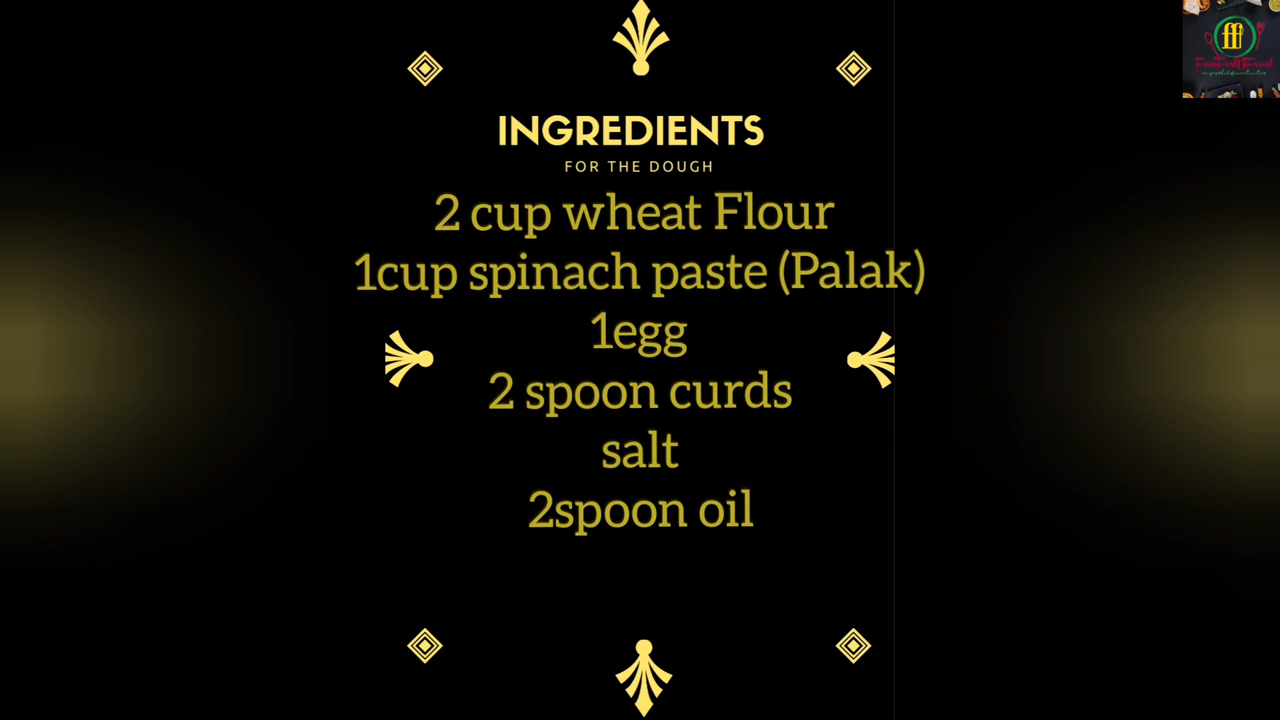 INGREDIENTS
FOR THE DOUGH
2 cup wheat Flour
1cup spinach paste (Palak)
1egg
2 spoon curds
salt
2spoon oil
ff